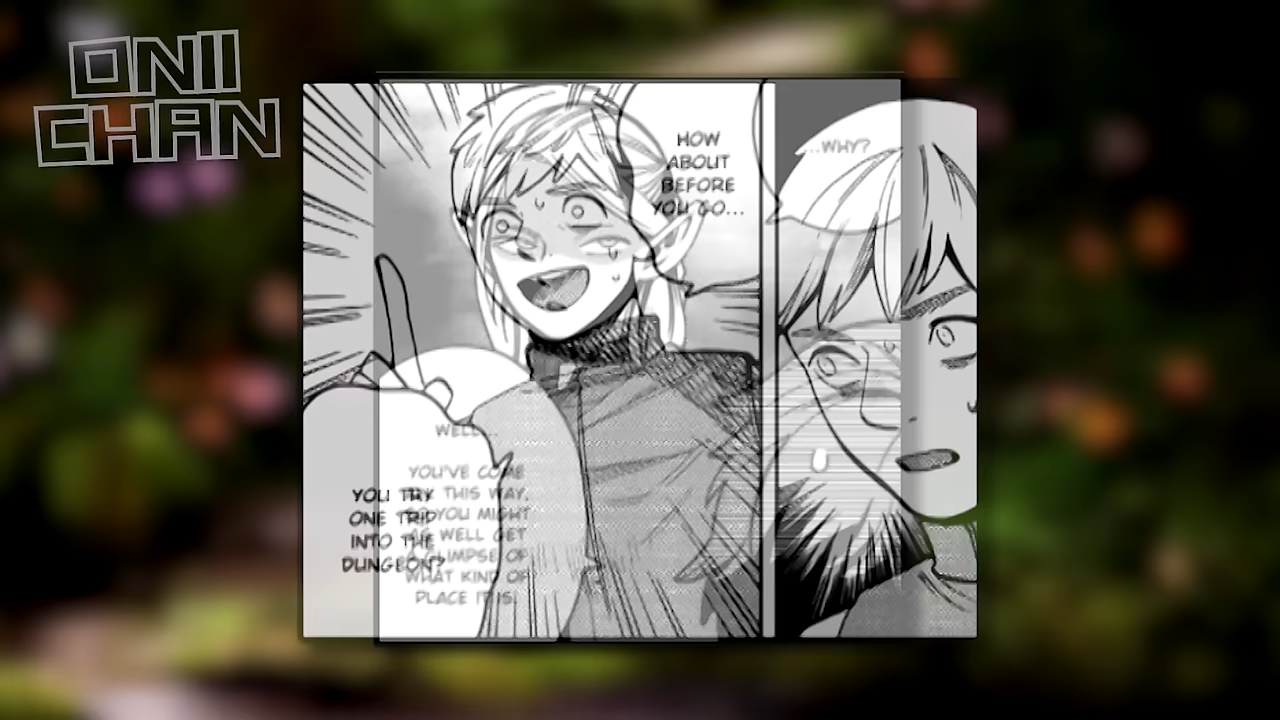 ONII
CHAN
HOW
ABOUT
BEFORE
YOU GO...
...WHY?
WELL...
YOU'VE COME
THIS WAY,
YOU MIGHT
AS WELL GET
A GLIMPSE OF
WHAT KIND OF
PLACE IT IS.
YOU TRY
ONE TRIP
INTO THE
DUNGEON?